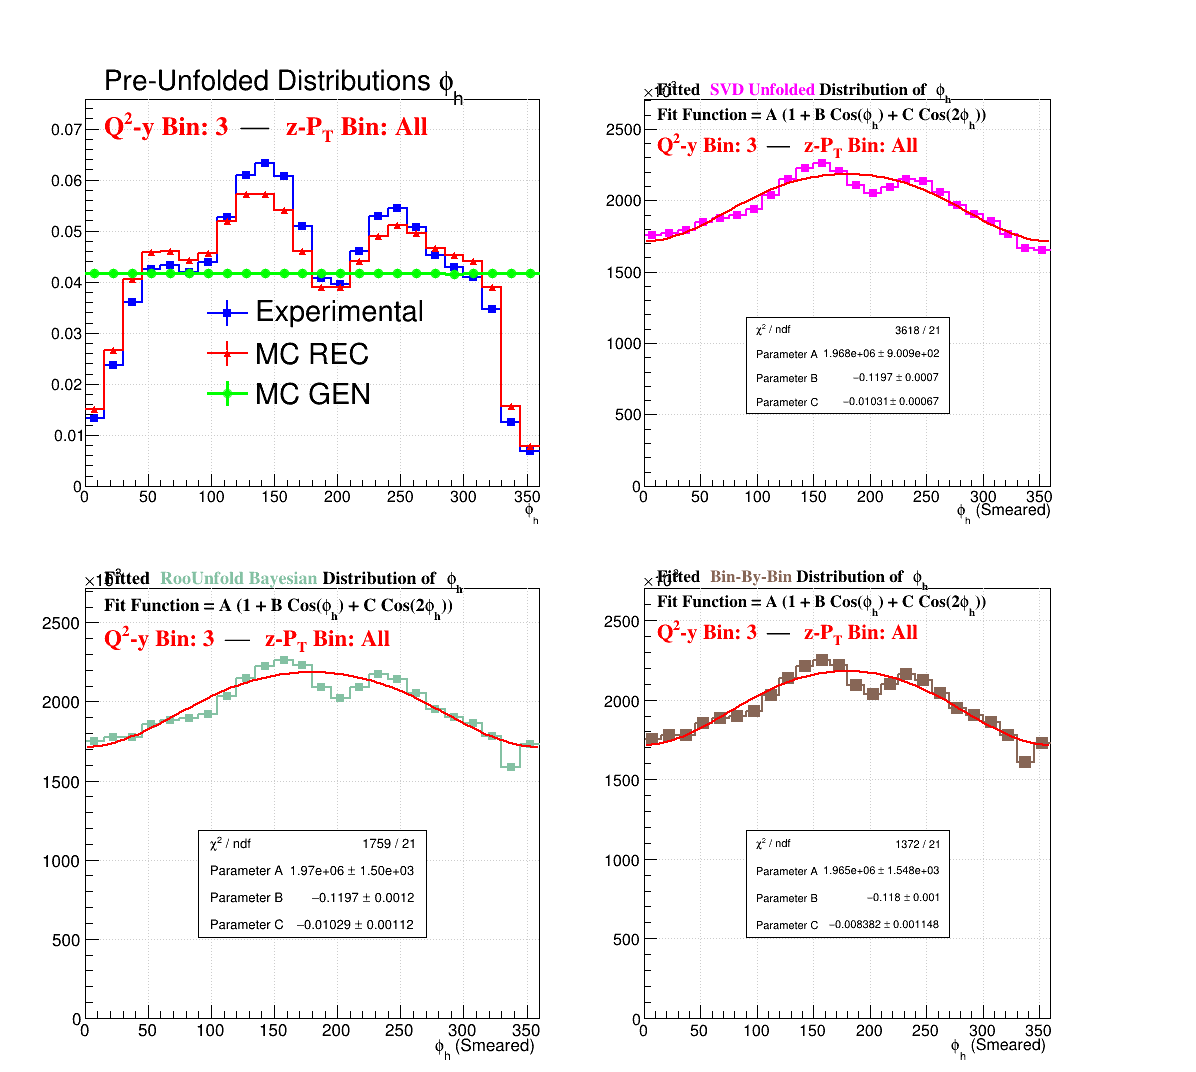 Pre-Unfolded Distributions ϕh
Q²-y Bin: 3 — z-PT Bin: All
0.07
0.06
0.05
0.04
0.03
0.02
0.01
0
Experimental
MC REC
MC GEN
0 50 100 150 200 250 300 350
ϕh
Fitted SVD Unfolded Distribution of ϕh
Fit Function = A (1 + B Cos(ϕh) + C Cos(2ϕh))
Q²-y Bin: 3 — z-PT Bin: All
2500
2000
1500
1000
500
0
χ² / ndf 3618 / 21
Parameter A 1.968e+06 ± 9.009e+02
Parameter B −0.1197 ± 0.0007
Parameter C −0.01031 ± 0.00067
0 50 100 150 200 250 300 350
ϕh (Smeared)
Fitted RooUnfold Bayesian Distribution of ϕh
Fit Function = A (1 + B Cos(ϕh) + C Cos(2ϕh))
Q²-y Bin: 3 — z-PT Bin: All
2500
2000
1500
1000
500
0
χ² / ndf 1759 / 21
Parameter A 1.97e+06 ± 1.50e+03
Parameter B −0.1197 ± 0.0012
Parameter C −0.01029 ± 0.00112
0 50 100 150 200 250 300 350
ϕh (Smeared)
Fitted Bin-By-Bin Distribution of ϕh
Fit Function = A (1 + B Cos(ϕh) + C Cos(2ϕh))
Q²-y Bin: 3 — z-PT Bin: All
2500
2000
1500
1000
500
0
χ² / ndf 1372 / 21
Parameter A 1.965e+06 ± 1.548e+03
Parameter B −0.118 ± 0.001
Parameter C −0.008382 ± 0.001148
0 50 100 150 200 250 300 350
ϕh (Smeared)